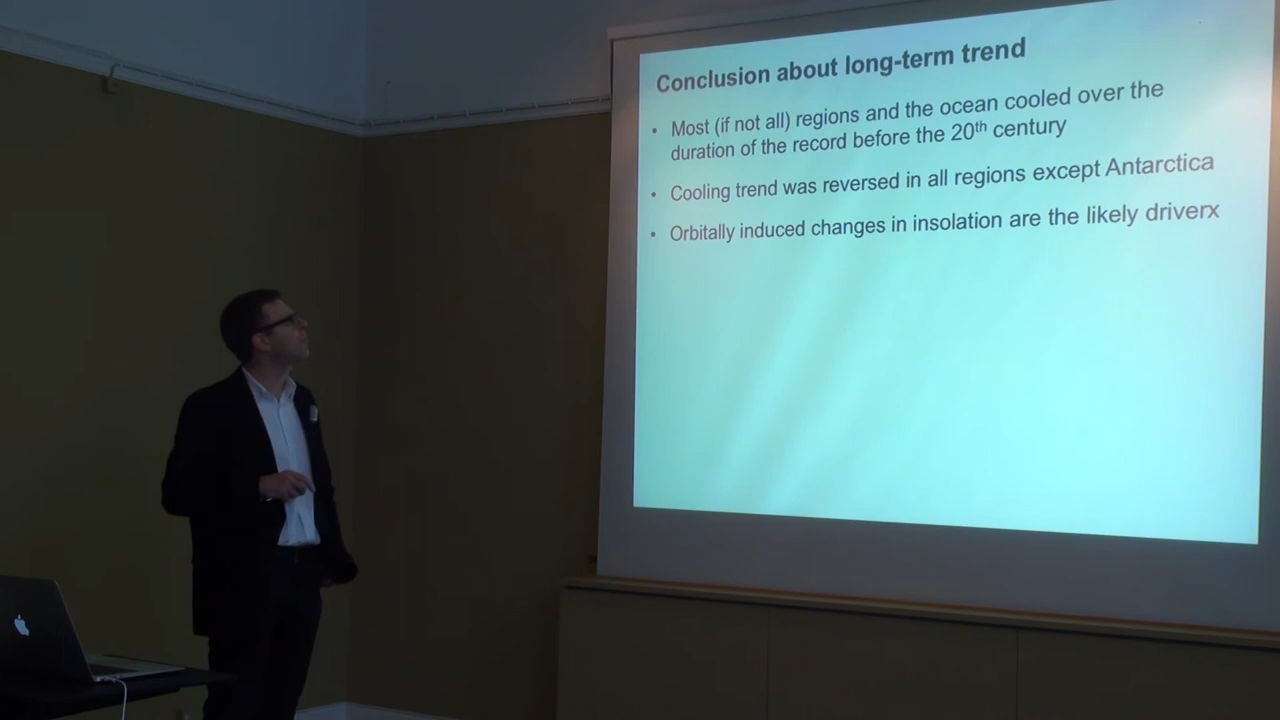 Conclusion about long-term trend
• Most (if not all) regions and the ocean cooled over the
duration of the record before the 20th century
• Cooling trend was reversed in all regions except Antarctica
• Orbitally induced changes in insolation are the likely driverx